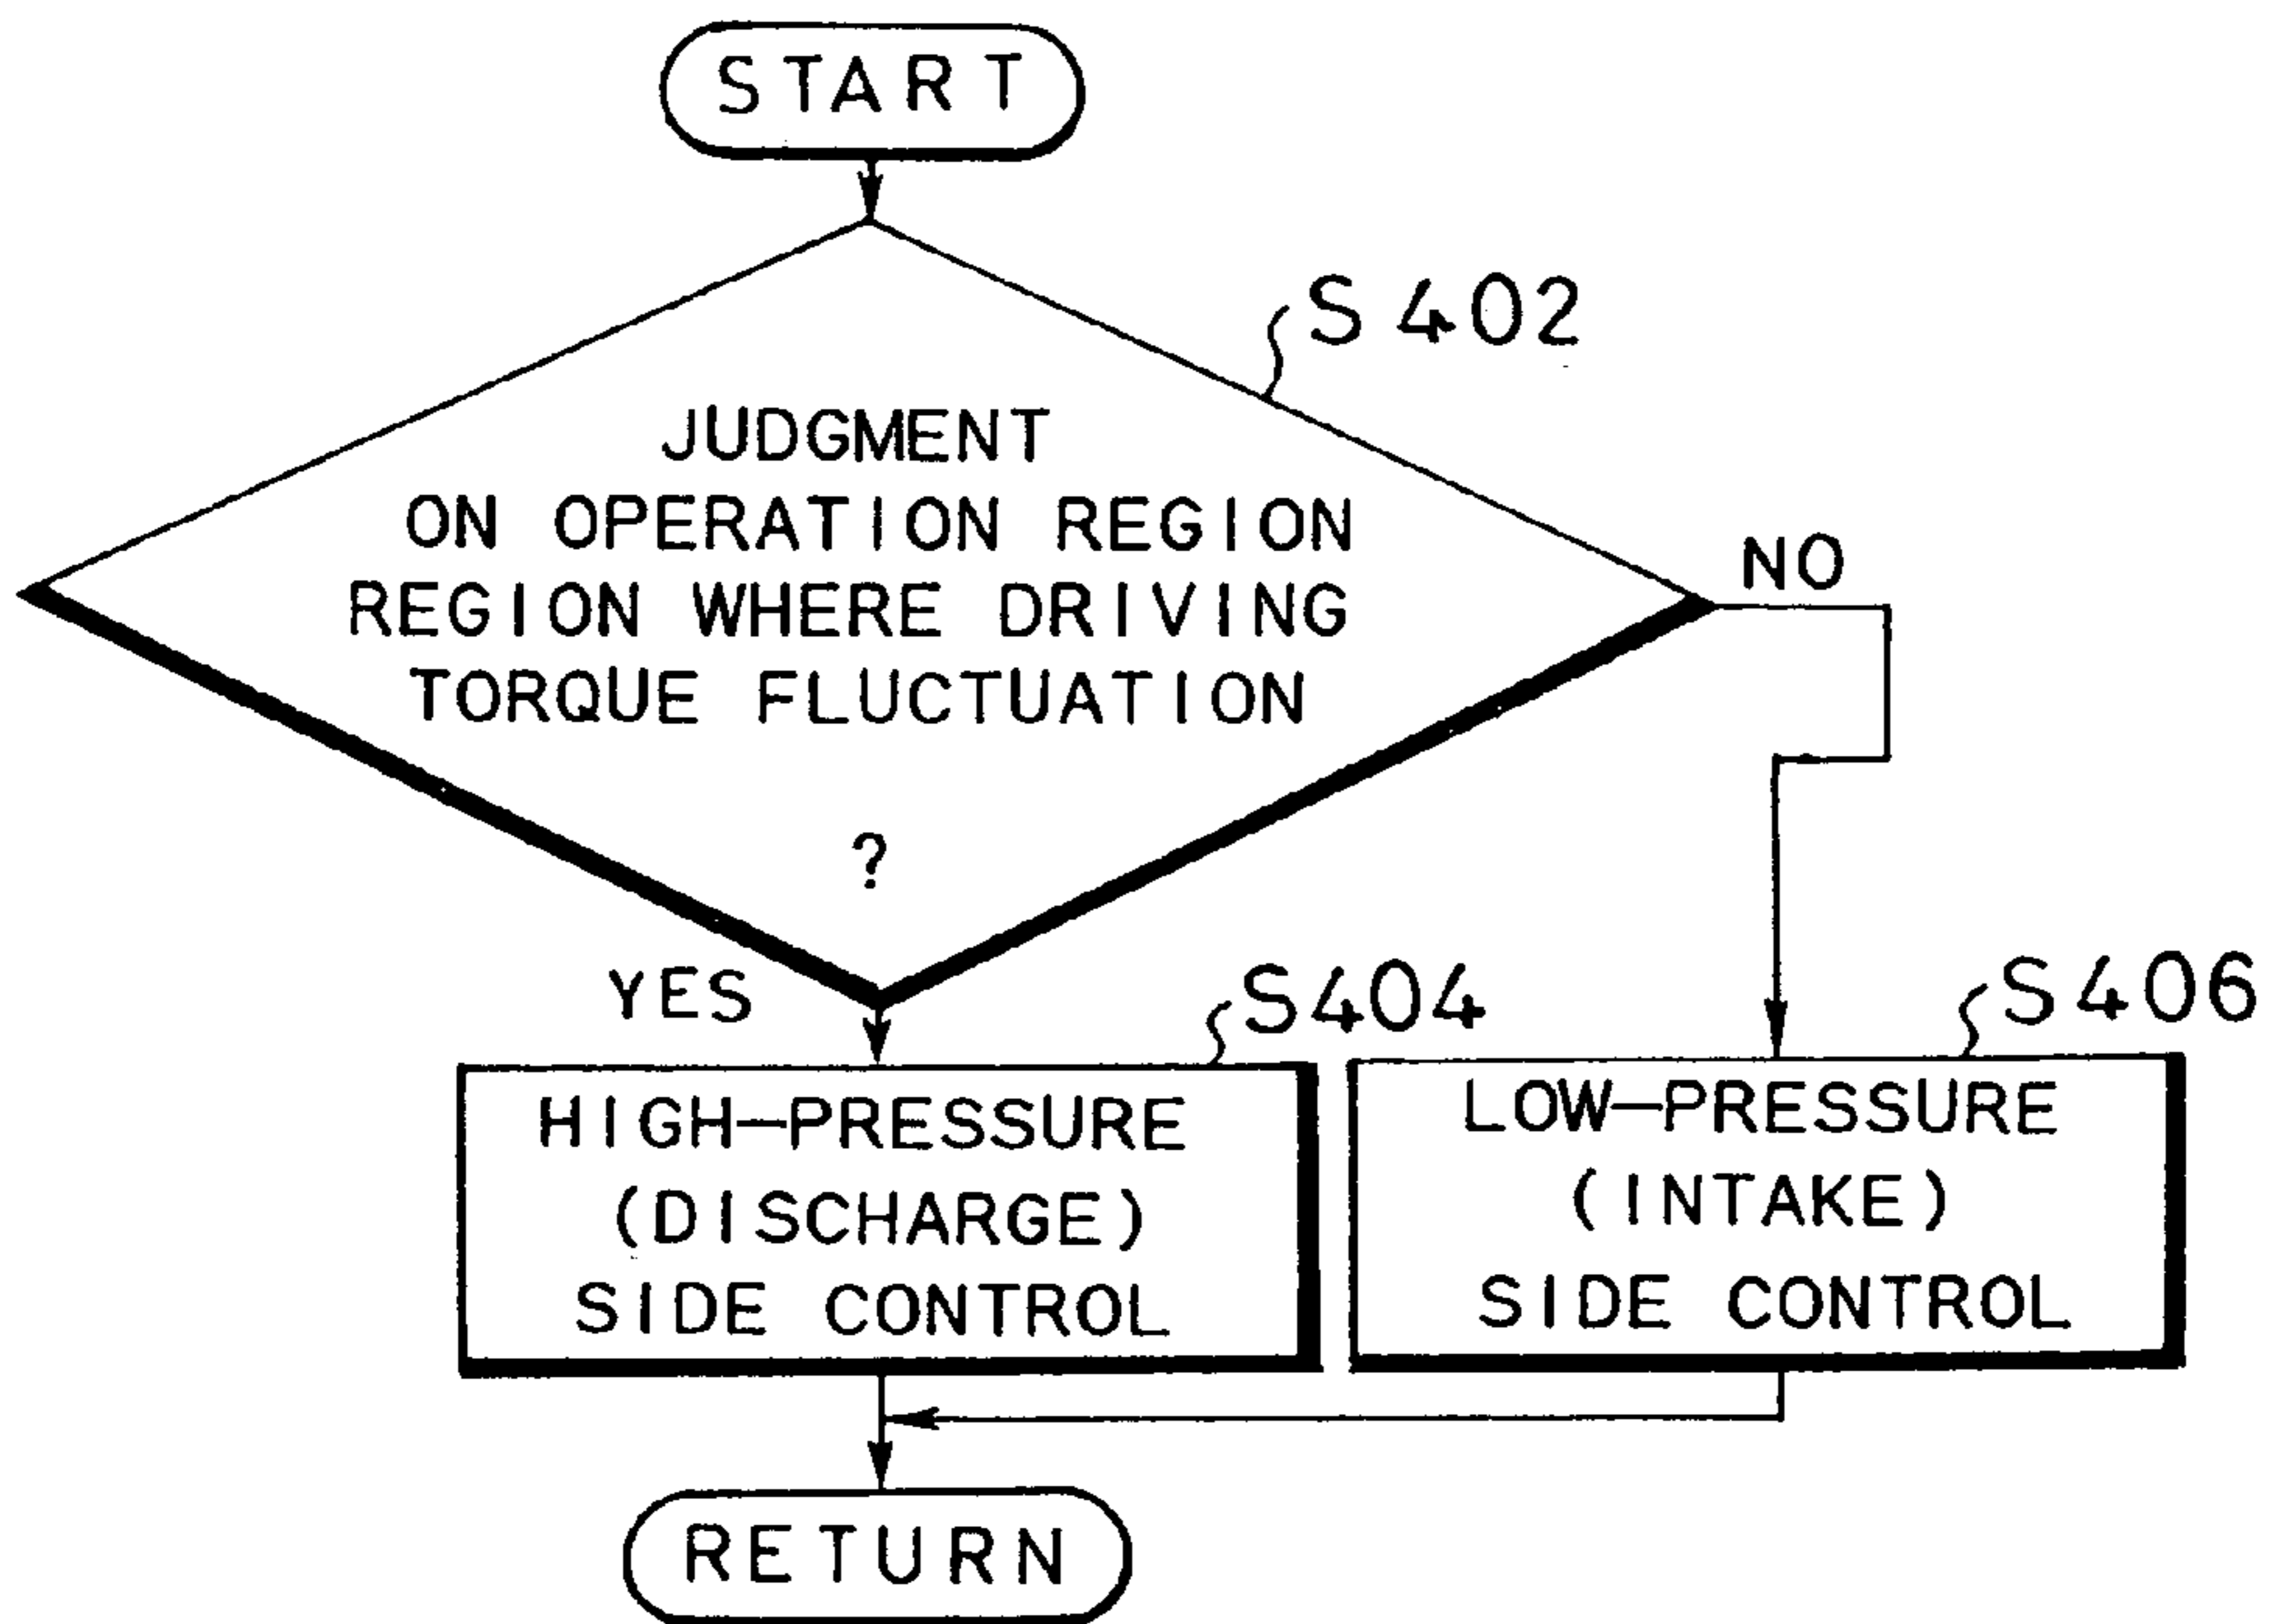 START
S402
JUDGMENT
ON OPERATION REGION
REGION WHERE DRIVING
TORQUE FLUCTUATION
?
NO
YES
S404
HIGH-PRESSURE
(DISCHARGE)
SIDE CONTROL
S406
LOW-PRESSURE
(INTAKE)
SIDE CONTROL
RETURN